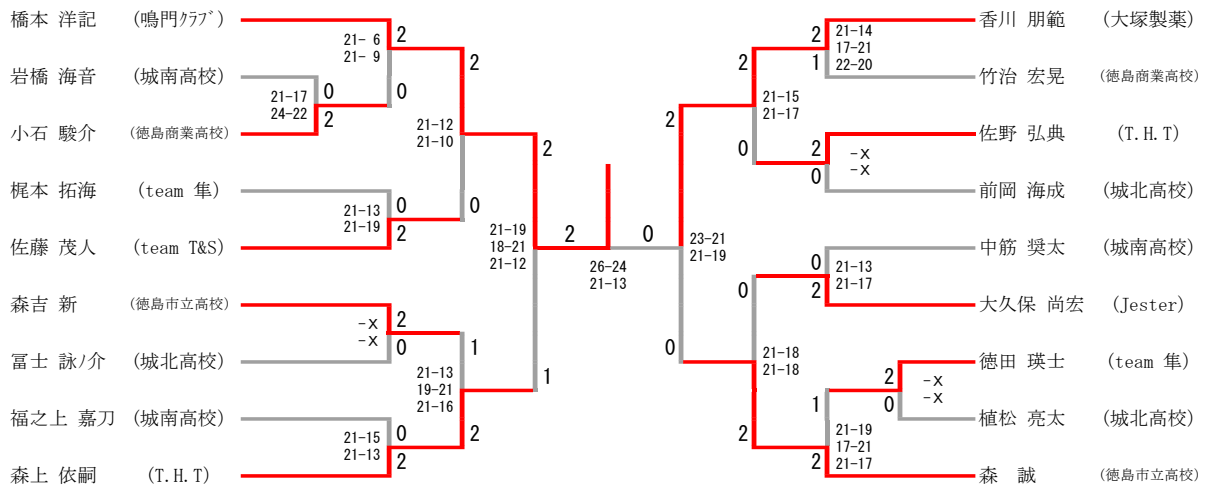 橋本 洋記 (鳴門クラブ)
岩橋 海音 (城南高校)
小石 駿介 (徳島商業高校)
梶本 拓海 (team 隼)
佐藤 茂人 (team T&S)
森吉 新 (徳島市立高校)
冨士 詠ノ介 (城北高校)
福之上 嘉刀 (城南高校)
森上 依嗣 (T.H.T)
21- 6
21- 9
2
0
21-17
24-22
0
2
21-12
21-10
2
0
21-13
21-19
0
2
21-19
18-21
21-12
2
1
-X
-X
2
0
21-13
19-21
21-16
1
2
21-15
21-13
0
2
2
0
26-24
21-13
香川 朋範 (大塚製薬)
竹治 宏晃 (徳島商業高校)
佐野 弘典 (T.H.T)
前岡 海成 (城北高校)
中筋 奨太 (城南高校)
大久保 尚宏 (Jester)
徳田 瑛士 (team 隼)
植松 亮太 (城北高校)
森 誠 (徳島市立高校)
2
1
21-14
17-21
22-20
2
0
21-15
21-17
2
0
-X
-X
2
0
23-21
21-19
0
2
21-13
21-17
0
2
21-18
21-18
2
0
-X
-X
1
2
21-19
17-21
21-17